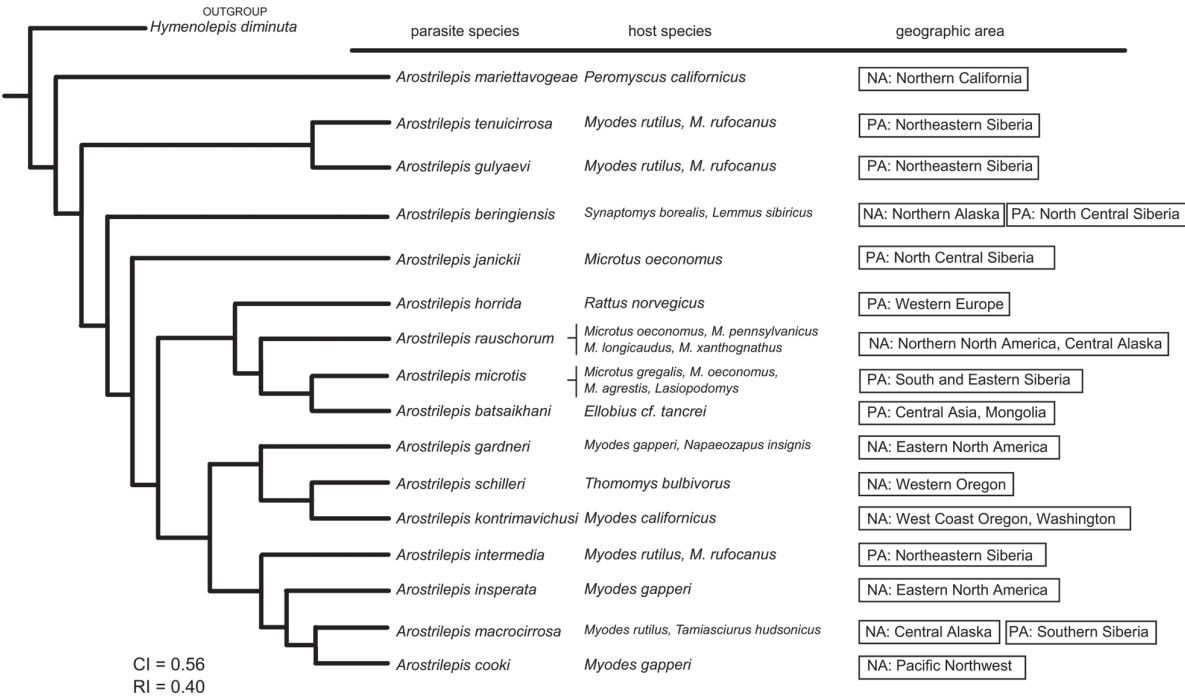 OUTGROUP
Hymenolepis diminuta
parasite species host species geographic area
Arostrilepis mariettavogeae Peromyscus californicus NA: Northern California
Arostrilepis tenuicirrosa Myodes rutilus, M. rufocanus PA: Northeastern Siberia
Arostrilepis gulyaevi Myodes rutilus, M. rufocanus PA: Northeastern Siberia
Arostrilepis beringiensis Synaptomys borealis, Lemmus sibiricus NA: Northern Alaska PA: North Central Siberia
Arostrilepis janickii Microtus oeconomus PA: North Central Siberia
Arostrilepis horrida Rattus norvegicus PA: Western Europe
Arostrilepis rauschorum Microtus oeconomus, M. pennsylvanicus
M. longicaudus, M. xanthognathus NA: Northern North America, Central Alaska
Arostrilepis microtis Microtus gregalis, M. oeconomus,
M. agrestis, Lasiopodomys PA: South and Eastern Siberia
Arostrilepis batsaikhani Ellobius cf. tancrei PA: Central Asia, Mongolia
Arostrilepis gardneri Myodes gapperi, Napaeozapus insignis NA: Eastern North America
Arostrilepis schilleri Thomomys bulbivorus NA: Western Oregon
Arostrilepis kontrimavichusi Myodes californicus NA: West Coast Oregon, Washington
Arostrilepis intermedia Myodes rutilus, M. rufocanus PA: Northeastern Siberia
Arostrilepis insperata Myodes gapperi NA: Eastern North America
Arostrilepis macrocirrosa Myodes rutilus, Tamiasciurus hudsonicus NA: Central Alaska PA: Southern Siberia
Arostrilepis cooki Myodes gapperi NA: Pacific Northwest
CI = 0.56
RI = 0.40